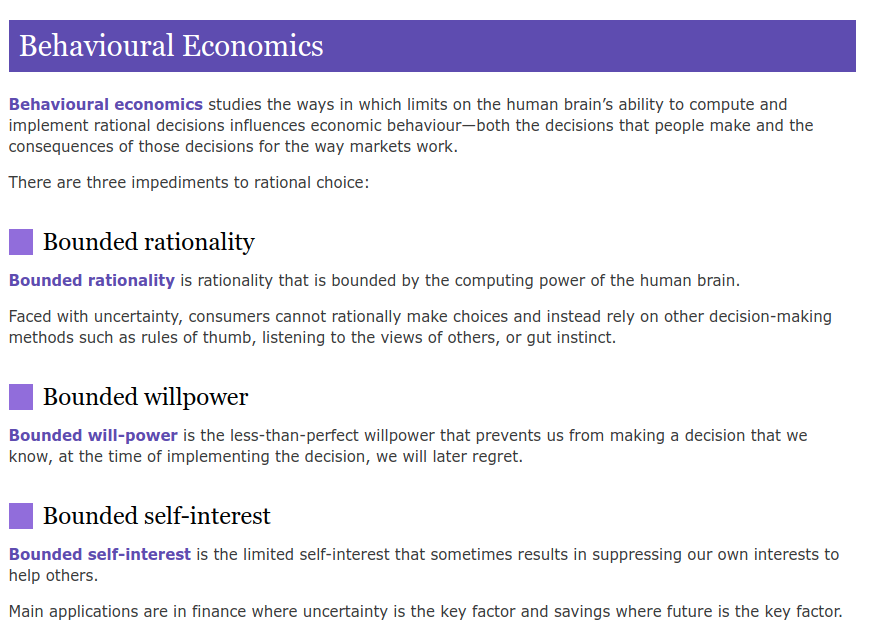 Behavioural Economics
Behavioural economics studies the ways in which limits on the human brain’s ability to compute and
implement rational decisions influences economic behaviour—both the decisions that people make and the
consequences of those decisions for the way markets work.
There are three impediments to rational choice:
Bounded rationality
Bounded rationality is rationality that is bounded by the computing power of the human brain.
Faced with uncertainty, consumers cannot rationally make choices and instead rely on other decision-making
methods such as rules of thumb, listening to the views of others, or gut instinct.
Bounded willpower
Bounded will-power is the less-than-perfect willpower that prevents us from making a decision that we
know, at the time of implementing the decision, we will later regret.
Bounded self-interest
Bounded self-interest is the limited self-interest that sometimes results in suppressing our own interests to
help others.
Main applications are in finance where uncertainty is the key factor and savings where future is the key factor.